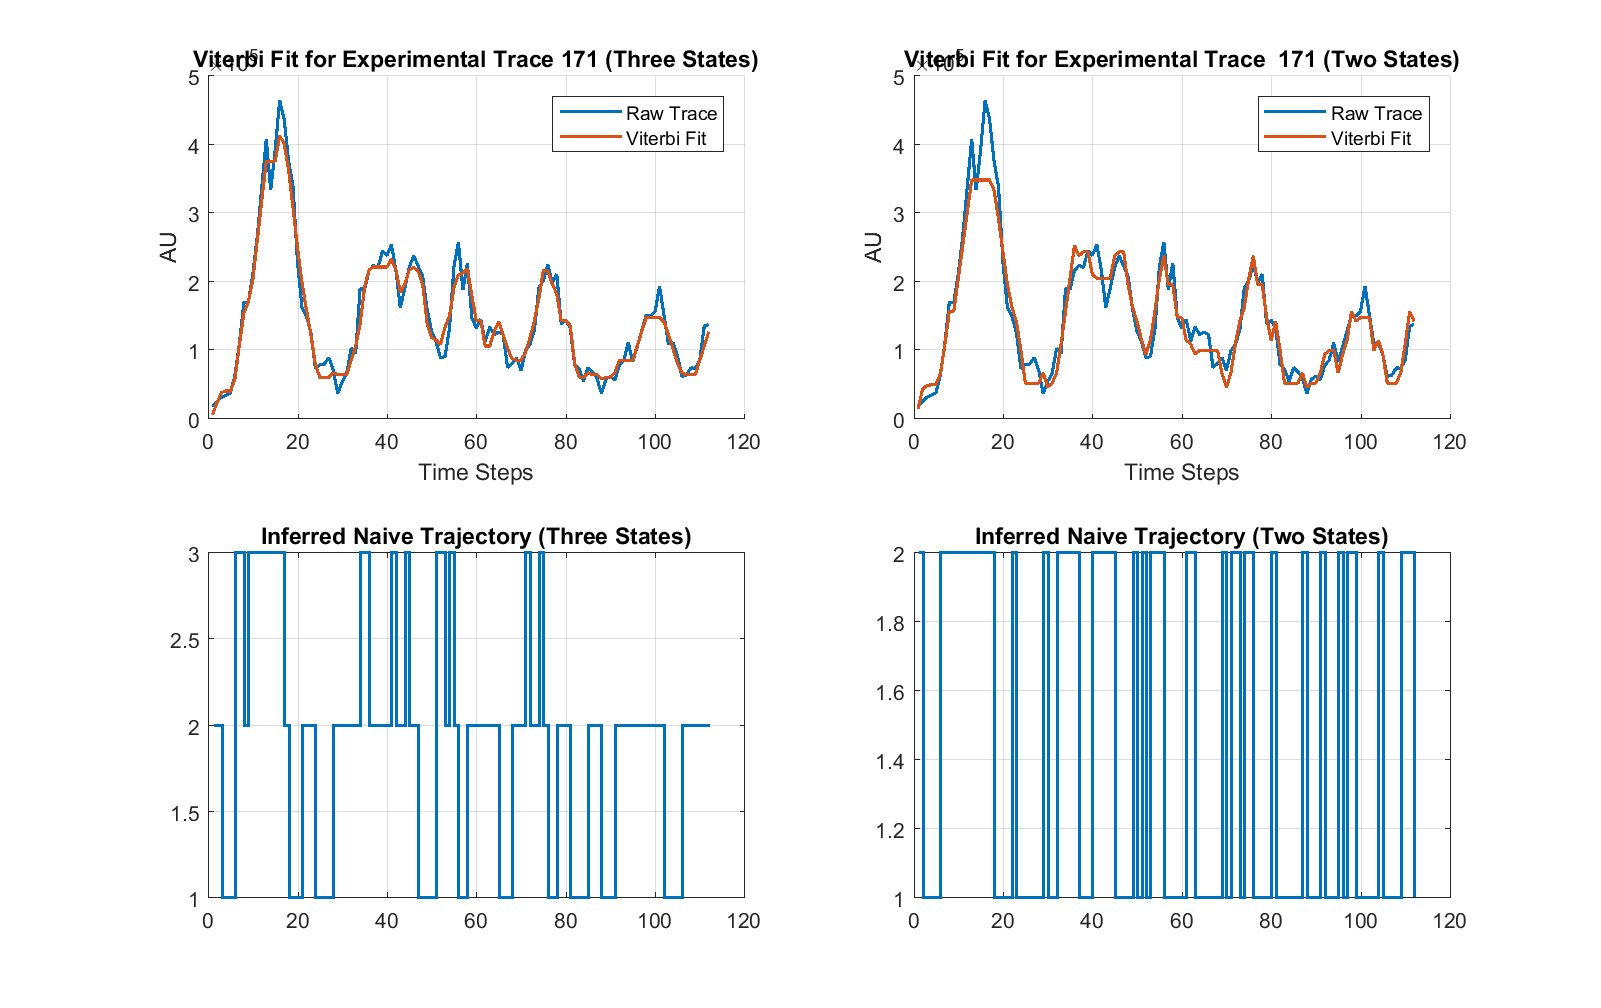 Viterbi Fit for Experimental Trace 171 (Three States)
×10^5
5
4
3
2
1
0
AU
Raw Trace
Viterbi Fit
0 20 40 60 80 100 120
Time Steps
Viterbi Fit for Experimental Trace  171 (Two States)
×10^5
5
4
3
2
1
0
AU
Raw Trace
Viterbi Fit
0 20 40 60 80 100 120
Time Steps
Inferred Naive Trajectory (Three States)
3
2.5
2
1.5
1
0 20 40 60 80 100 120
Inferred Naive Trajectory (Two States)
2
1.8
1.6
1.4
1.2
1
0 20 40 60 80 100 120